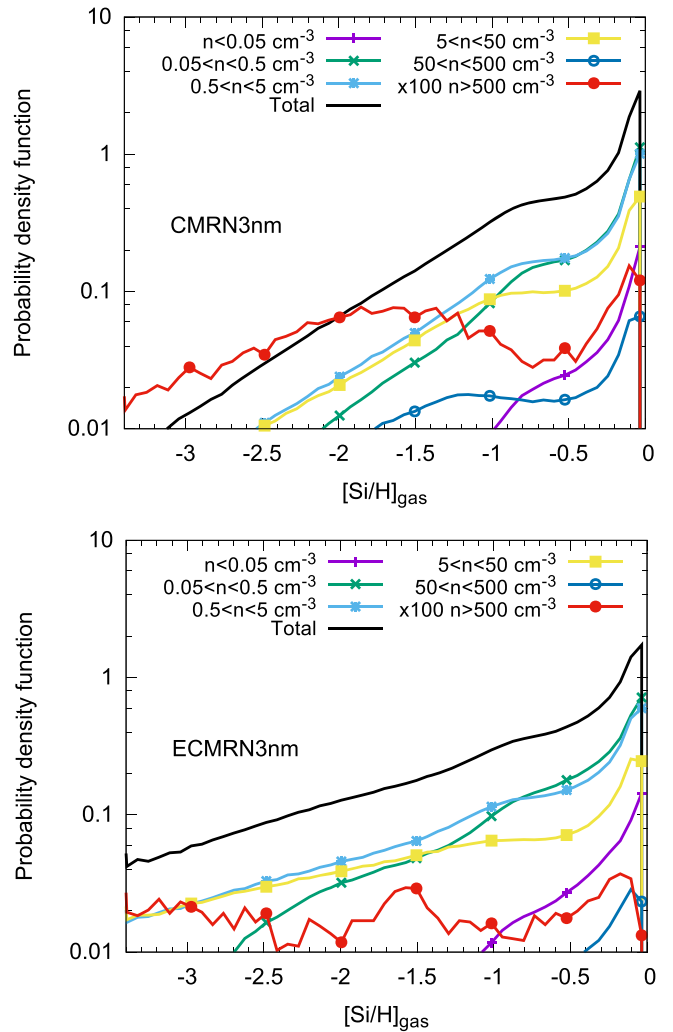 10
n<0.05 cm-3
5<n<50 cm-3
0.05<n<0.5 cm-3
50<n<500 cm-3
0.5<n<5 cm-3
x100 n>500 cm-3
Total
1
CMRN3nm
0.1
0.01
Probability density function
-3 -2.5 -2 -1.5 -1 -0.5 0
[Si/H]gas
10
n<0.05 cm-3
5<n<50 cm-3
0.05<n<0.5 cm-3
50<n<500 cm-3
0.5<n<5 cm-3
x100 n>500 cm-3
Total
1
ECMRN3nm
0.1
0.01
Probability density function
-3 -2.5 -2 -1.5 -1 -0.5 0
[Si/H]gas